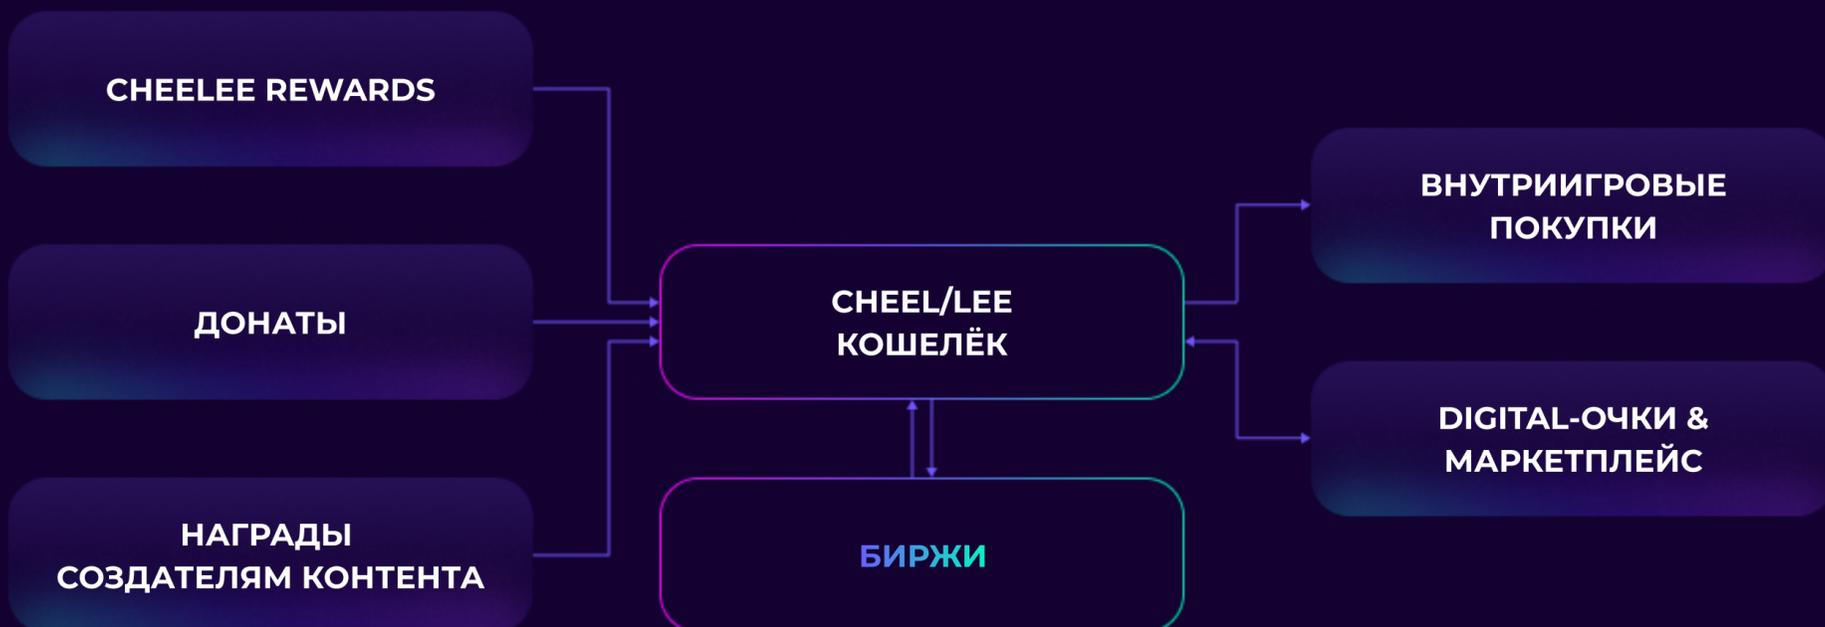 CHEELEE REWARDS
ДОНАТЫ
НАГРАДЫ
СОЗДАТЕЛЯМ КОНТЕНТА
CHEEL/LEE
КОШЕЛЁК
БИРЖИ
ВНУТРИИГРОВЫЕ
ПОКУПКИ
DIGITAL-ОЧКИ &
МАРКЕТПЛЕЙС